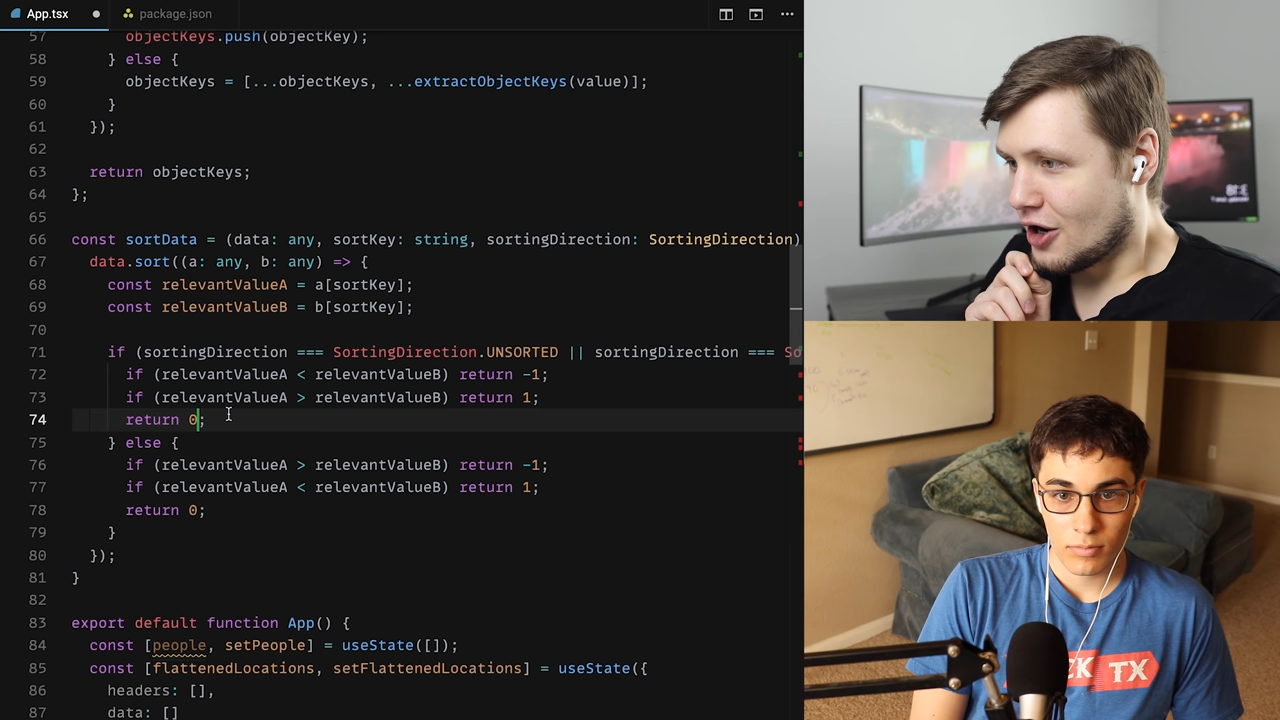 App.tsx
package.json
57 objectKeys.push(objectKey);
58 } else {
59 objectKeys = [...objectKeys, ...extractObjectKeys(value)];
60 }
61 });
62
63 return objectKeys;
64 };
65
66 const sortData = (data: any, sortKey: string, sortingDirection: SortingDirection)
67 data.sort((a: any, b: any) => {
68 const relevantValueA = a[sortKey];
69 const relevantValueB = b[sortKey];
70
71 if (sortingDirection === SortingDirection.UNSORTED || sortingDirection === So
72 if (relevantValueA < relevantValueB) return -1;
73 if (relevantValueA > relevantValueB) return 1;
74 return 0;
75 } else {
76 if (relevantValueA > relevantValueB) return -1;
77 if (relevantValueA < relevantValueB) return 1;
78 return 0;
79 }
80 });
81 }
82
83 export default function App() {
84 const [people, setPeople] = useState([]);
85 const [flattenedLocations, setFlattenedLocations] = useState({
86 headers: [],
87 data: []
TX